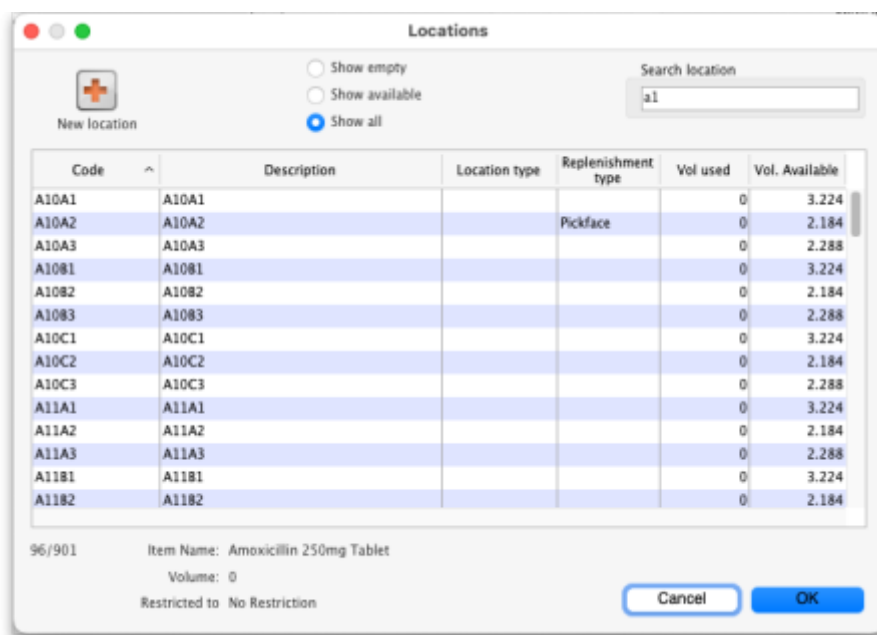 Locations
Show empty
Show available
Show all
Search location
a1
New location
Code Description Location type Replenishment type Vol used Vol. Available
A10A1 A10A1 0 3.224
A10A2 A10A2 Pickface 0 2.184
A10A3 A10A3 0 2.288
A10B1 A10B1 0 3.224
A10B2 A10B2 0 2.184
A10B3 A10B3 0 2.288
A10C1 A10C1 0 3.224
A10C2 A10C2 0 2.184
A10C3 A10C3 0 2.288
A11A1 A11A1 0 3.224
A11A2 A11A2 0 2.184
A11A3 A11A3 0 2.288
A11B1 A11B1 0 3.224
A11B2 A11B2 0 2.184
96/901 Item Name: Amoxicillin 250mg Tablet
Volume: 0
Restricted to No Restriction
Cancel OK